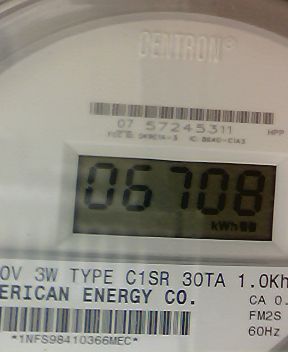 CENTRON®
07 57245311
HPP
06708
kWh
0V 3W TYPE C1SR 30TA 1.0Kh
ERICAN ENERGY CO.
CA 0.
FM2S
60Hz
*1NFS98410366MEC*